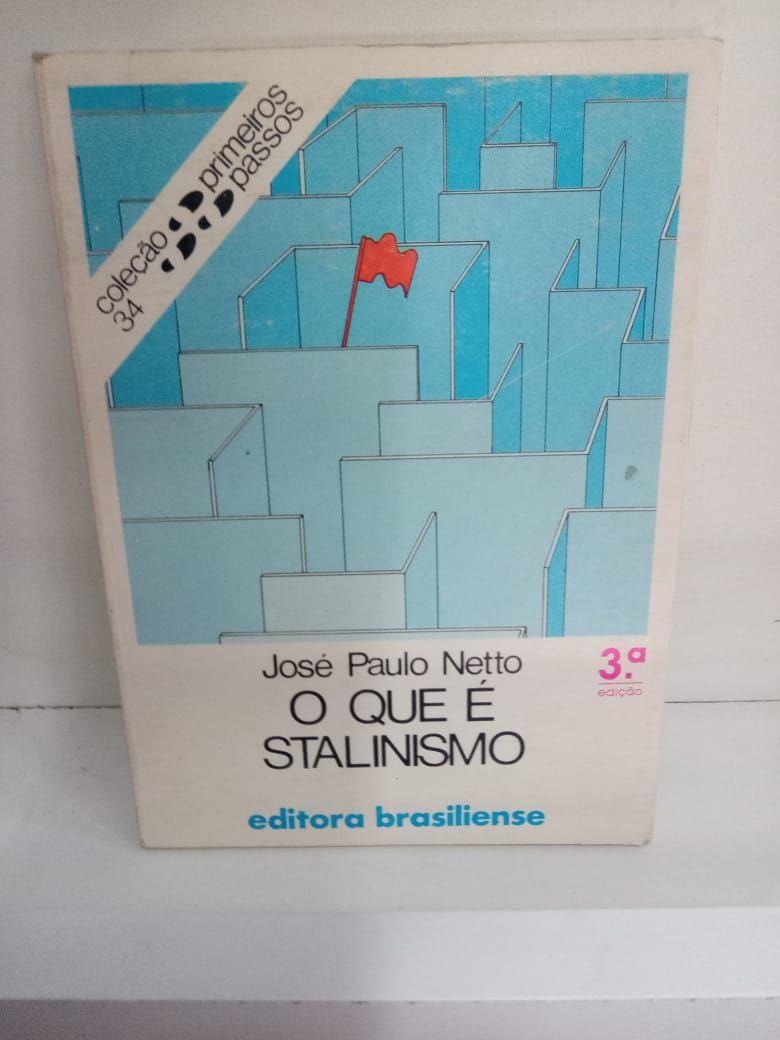 coleção primeiros
34 passos
José Paulo Netto
O QUE É
STALINISMO
3.ª
edição
editora brasiliense